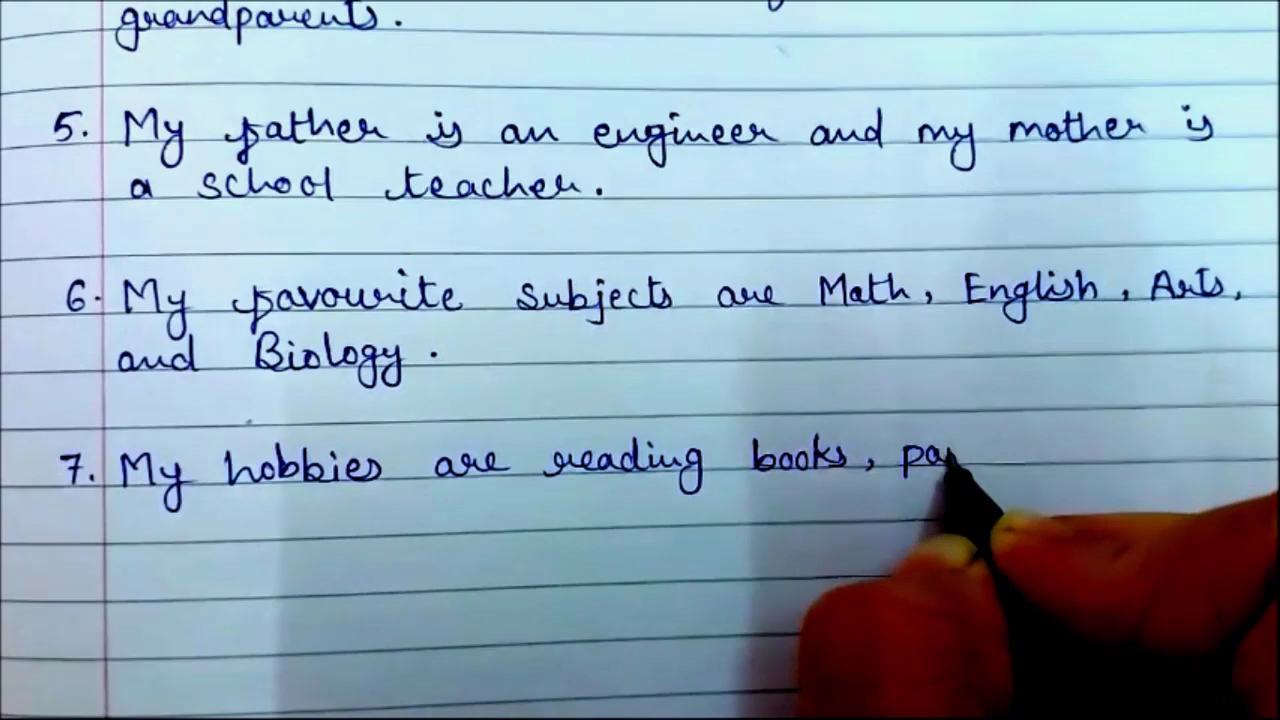 grandparents.
5. My father is an engineer and my mother is
a school teacher.
6. My favourite subjects are Math, English, Arts,
and Biology.
7. My hobbies are reading books, pa